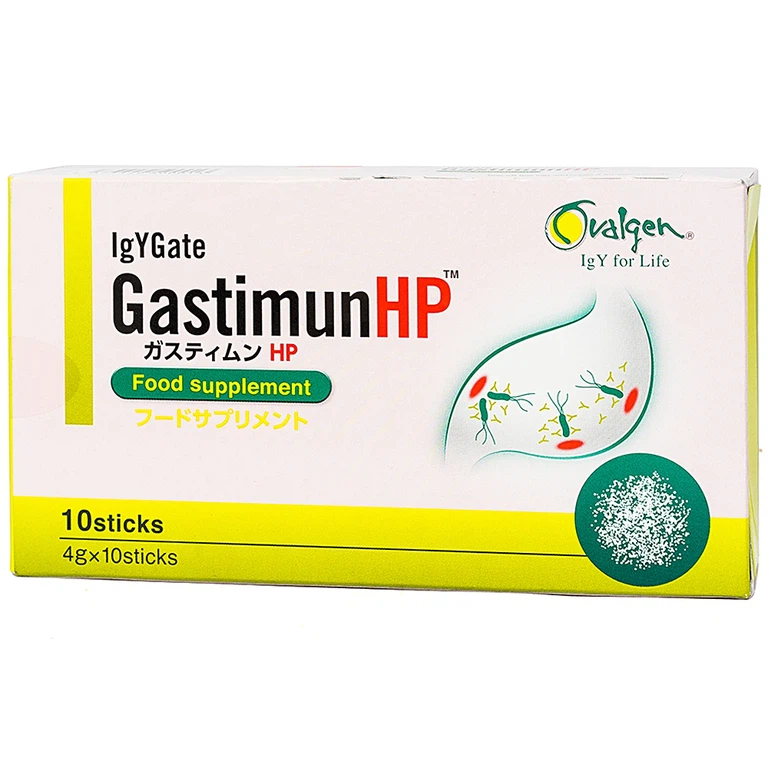 IgYGate
GastimunHP™
ガスティムン HP
Food supplement
フードサプリメント
Ovalgen®
IgY for Life
10sticks
4g×10sticks